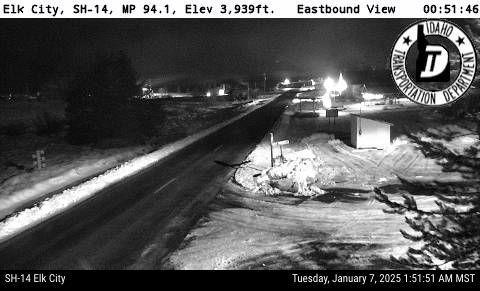 Elk City, SH-14, MP 94.1, Elev 3,939ft. Eastbound View 00:51:46
IDAHO
TRANSPORTATION DEPARTMENT
SH-14 Elk City Tuesday, January 7, 2025 1:51:51 AM MST